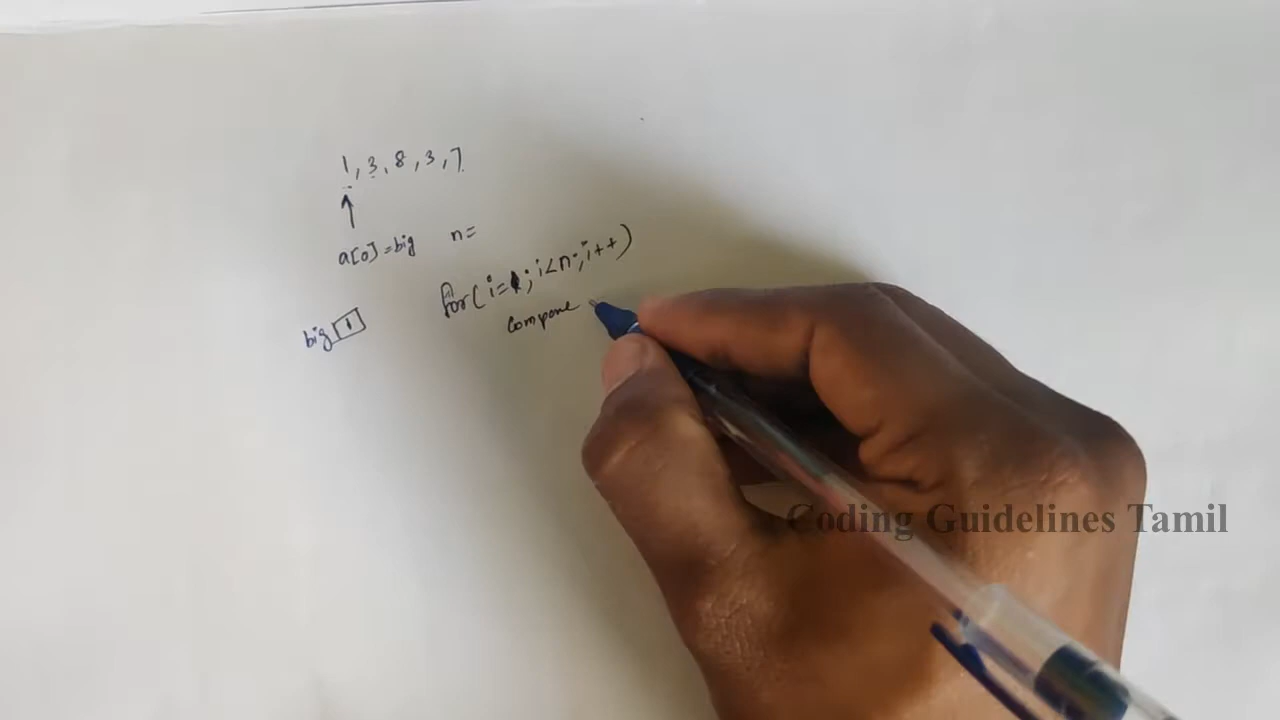 1, 3, 8, 3, 7
a[0] = big n=
for( i=1; i<n; i++)
big 1
compare
Coding Guidelines Tamil